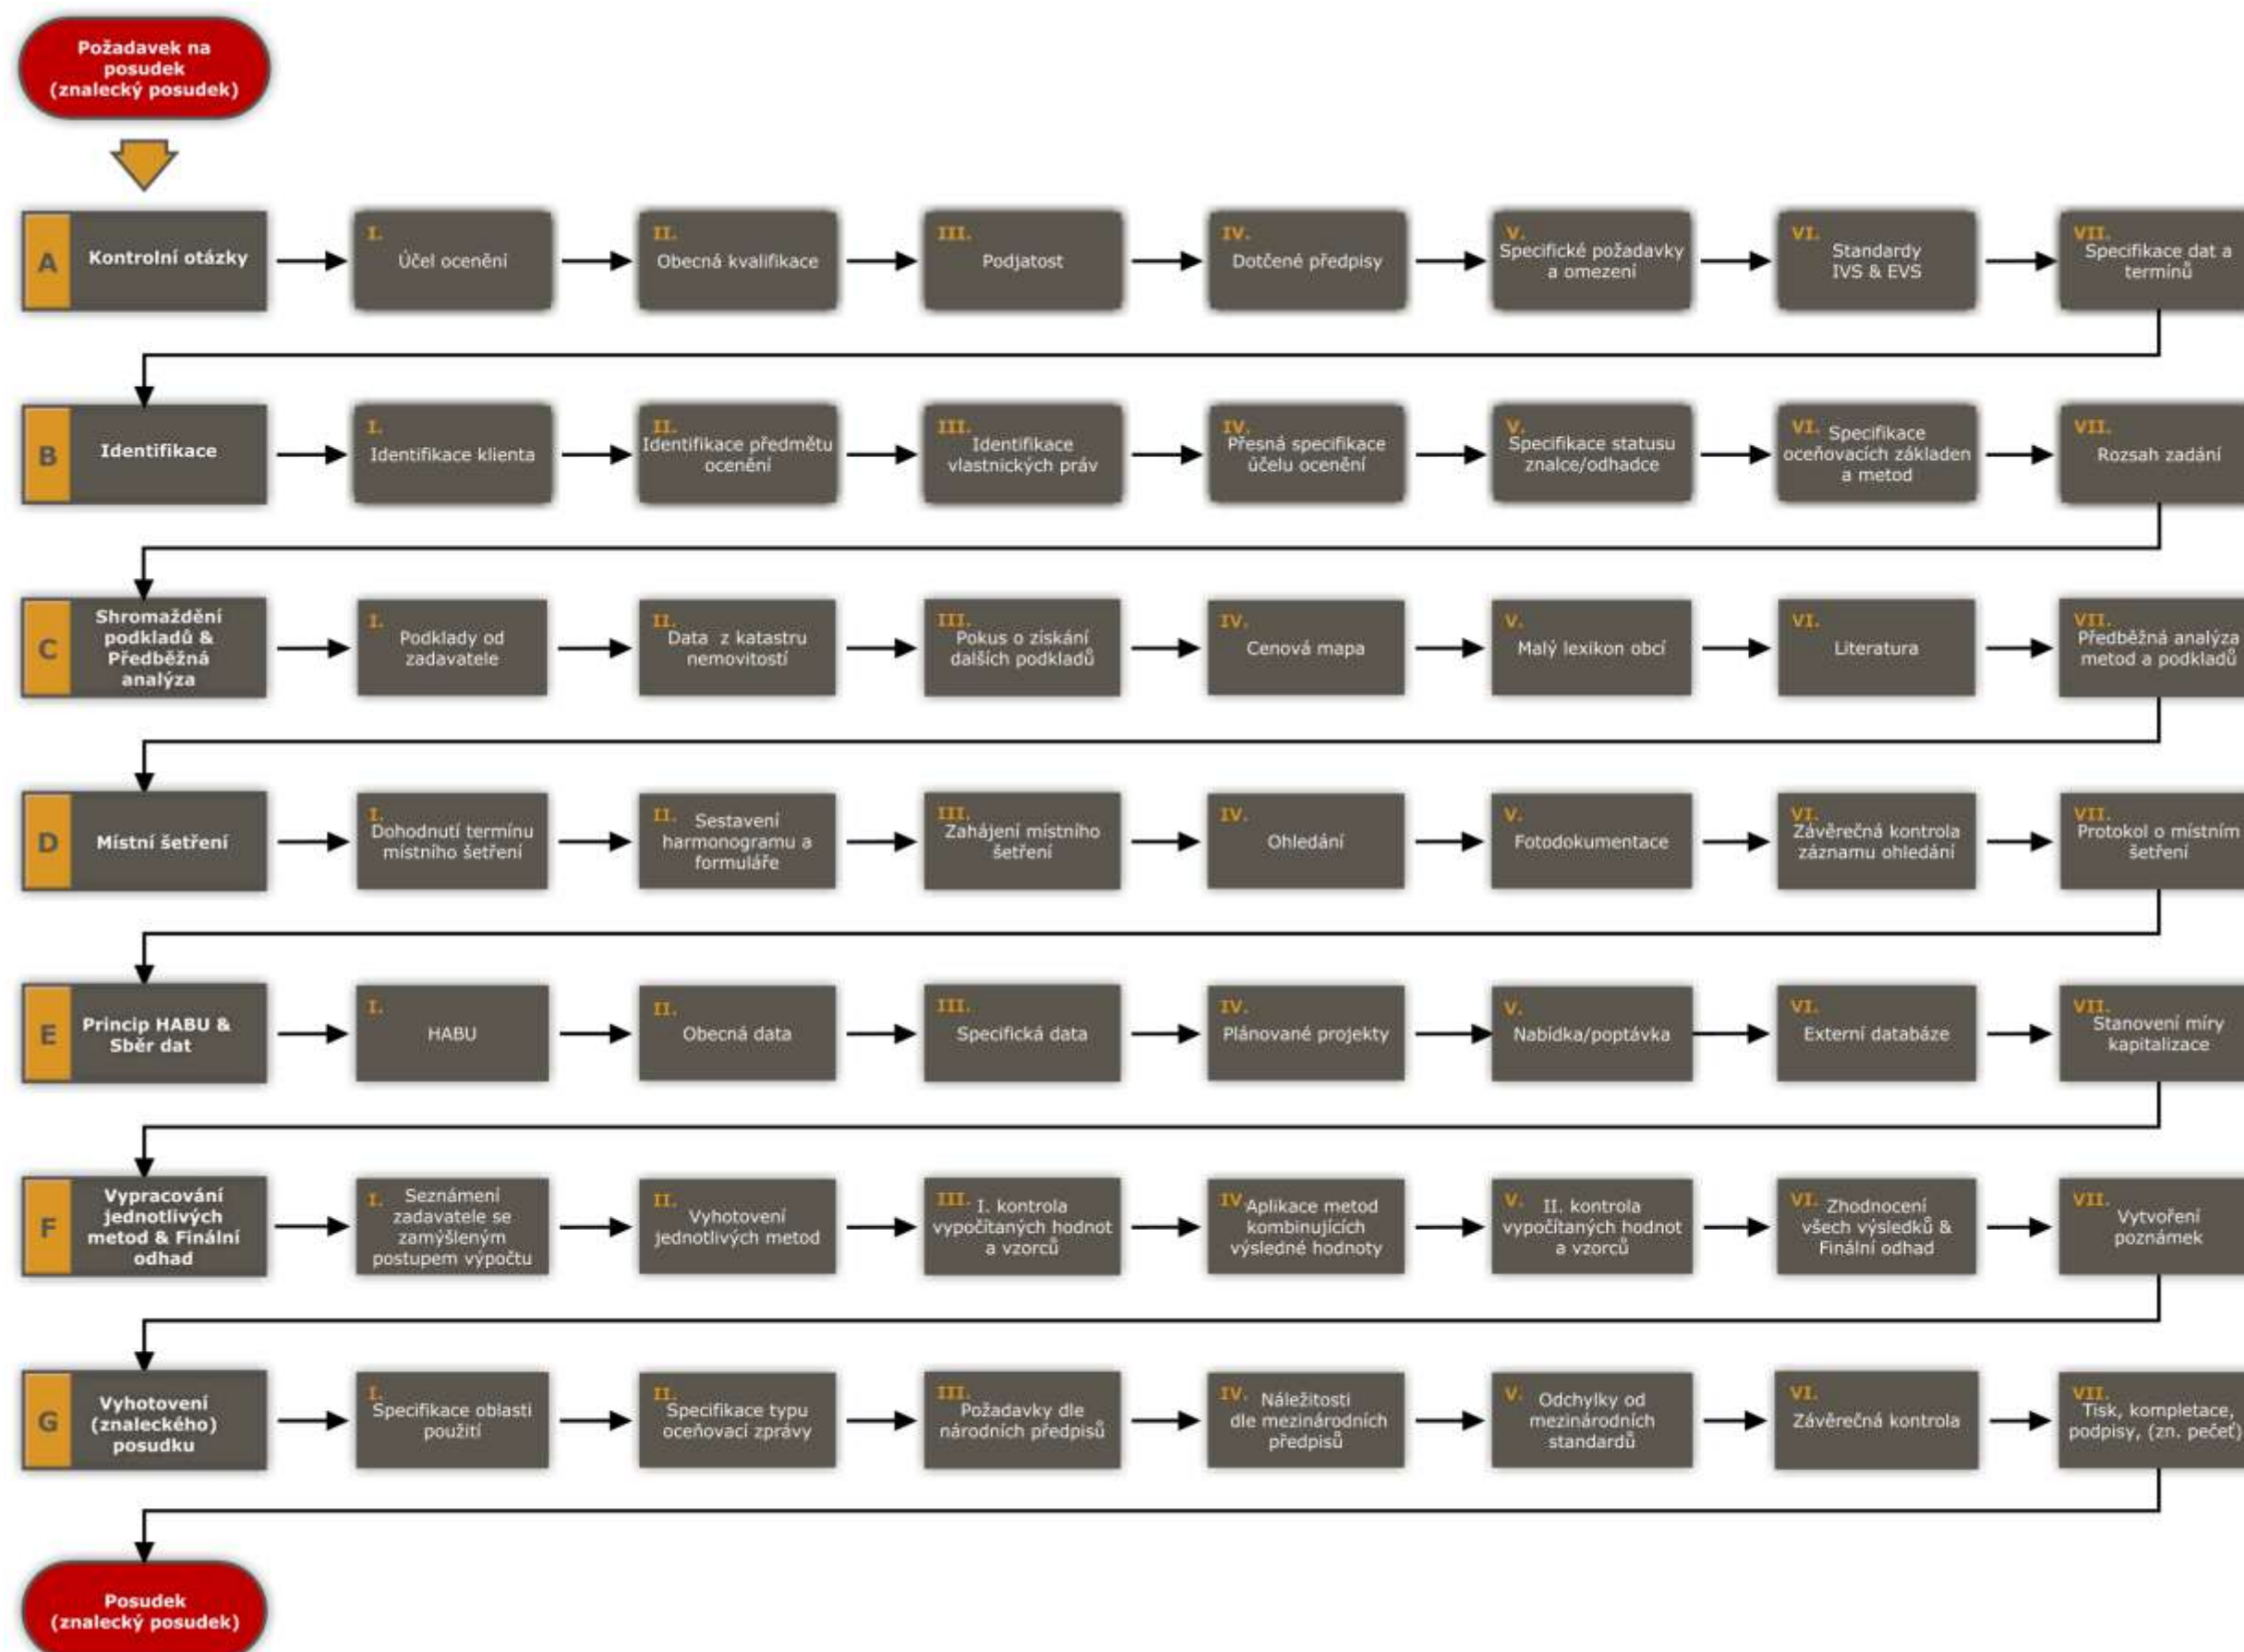 Požadavek na
posudek
(znalecký posudek)
A
Kontrolní otázky
I.
Účel ocenění
II.
Obecná kvalifikace
III.
Podjatost
IV.
Dotčené předpisy
V.
Specifické požadavky
a omezení
VI.
Standardy
IVS & EVS
VII.
Specifikace dat a
termínů
B
Identifikace
I.
Identifikace klienta
II.
Identifikace předmětu
ocenění
III.
Identifikace
vlastnických práv
IV.
Přesná specifikace
účelu ocenění
V.
Specifikace statusu
znalce/odhadce
VI.
Specifikace
oceňovacích základen
a metod
VII.
Rozsah zadání
C
Shromaždění
podkladů &
Předběžná
analýza
I.
Podklady od
zadavatele
II.
Data z katastru
nemovitostí
III.
Pokus o získání
dalších podkladů
IV.
Cenová mapa
V.
Malý lexikon obcí
VI.
Literatura
VII.
Předběžná analýza
metod a podkladů
D
Místní šetření
I.
Dohodnutí termínu
místního šetření
II.
Sestavení
harmonogramu a
formuláře
III.
Zahájení místního
šetření
IV.
Ohledání
V.
Fotodokumentace
VI.
Závěrečná kontrola
záznamu ohledání
VII.
Protokol o místním
šetření
E
Princip HABU &
Sběr dat
I.
HABU
II.
Obecná data
III.
Specifická data
IV.
Plánované projekty
V.
Nabídka/poptávka
VI.
Externí databáze
VII.
Stanovení míry
kapitalizace
F
Vypracování
jednotlivých
metod & Finální
odhad
I.
Seznámení
zadavatele se
zamýšleným
postupem výpočtu
II.
Vyhotovení
jednotlivých metod
III.
I. kontrola
vypočítaných hodnot
a vzorců
IV.
Aplikace metod
kombinujících
výsledné hodnoty
V.
II. kontrola
vypočítaných hodnot
a vzorců
VI.
Zhodnocení
všech výsledků &
Finální odhad
VII.
Vytvoření
poznámek
G
Vyhotovení
(znaleckého)
posudku
I.
Specifikace oblasti
použití
II.
Specifikace typu
oceňovací zprávy
III.
Požadavky dle
národních předpisů
IV.
Náležitosti
dle mezinárodních
předpisů
V.
Odchylky od
mezinárodních
standardů
VI.
Závěrečná kontrola
VII.
Tisk, kompletace,
podpisy, (zn. pečeť)
Posudek
(znalecký posudek)